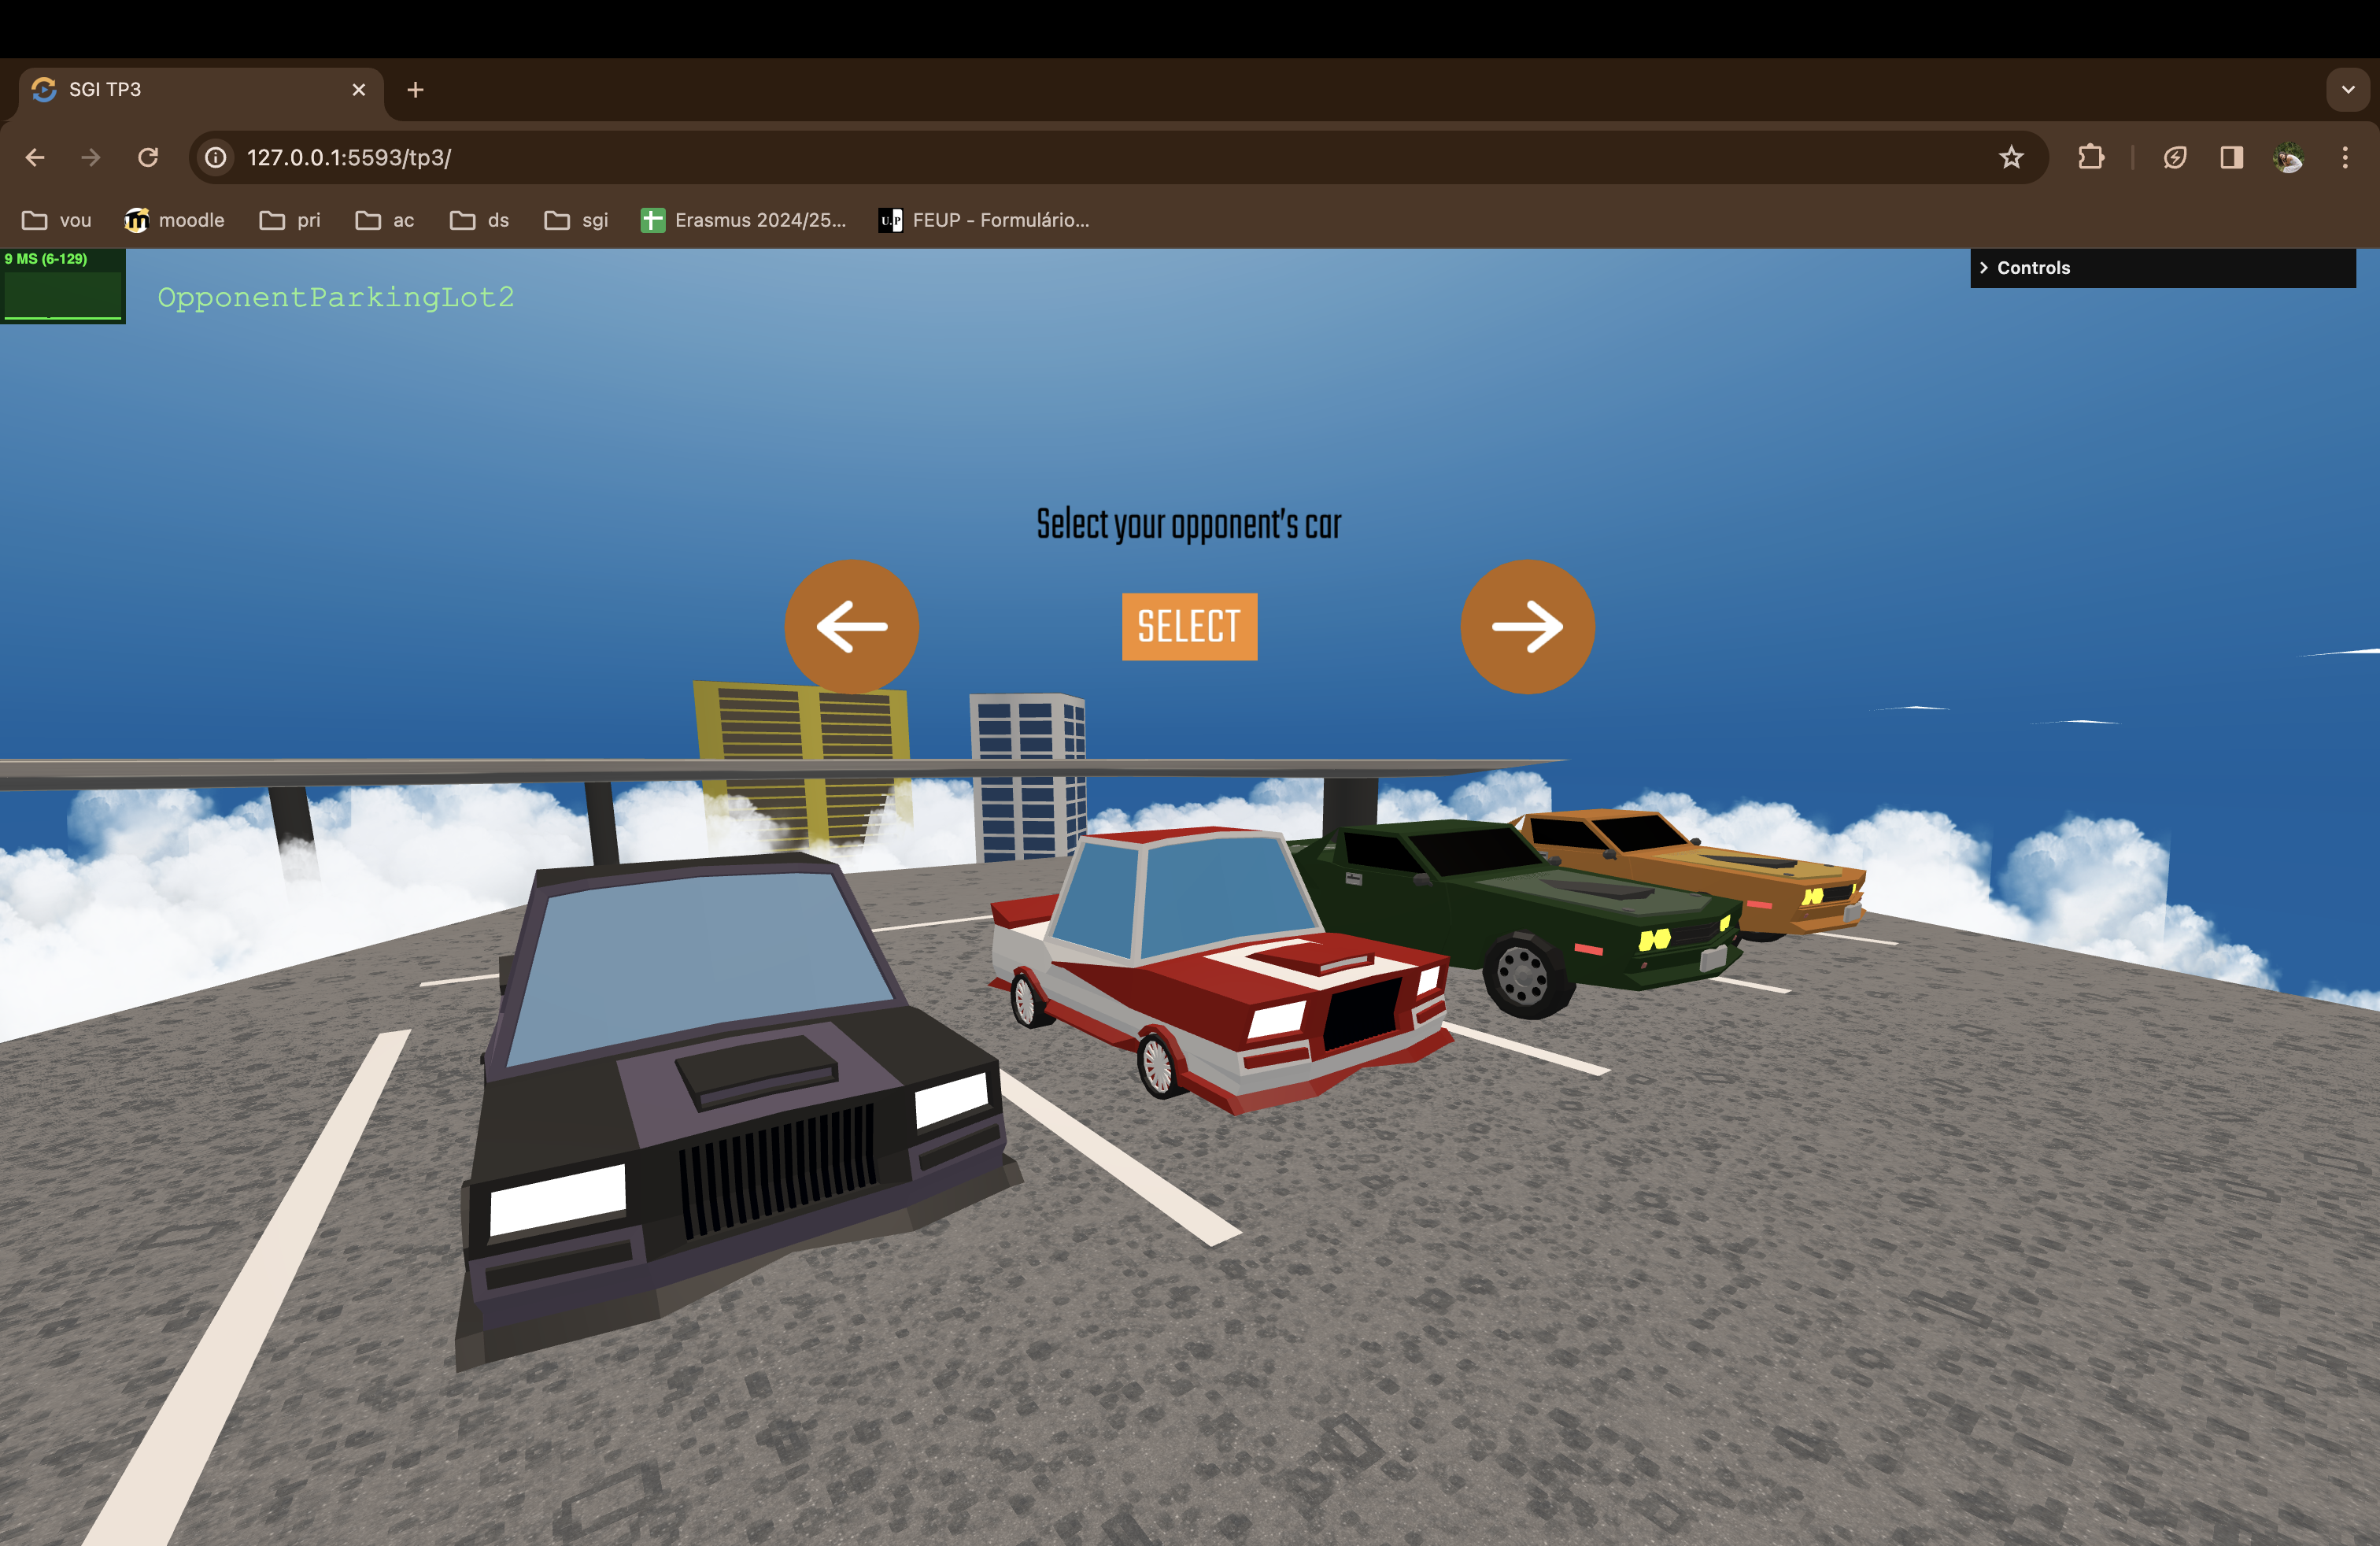 SGI TP3
127.0.0.1:5593/tp3/
vou moodle pri ac ds sgi Erasmus 2024/25... FEUP - Formulário...
9 MS (6-129)
Controls
OpponentParkingLot2
Select your opponent's car
SELECT